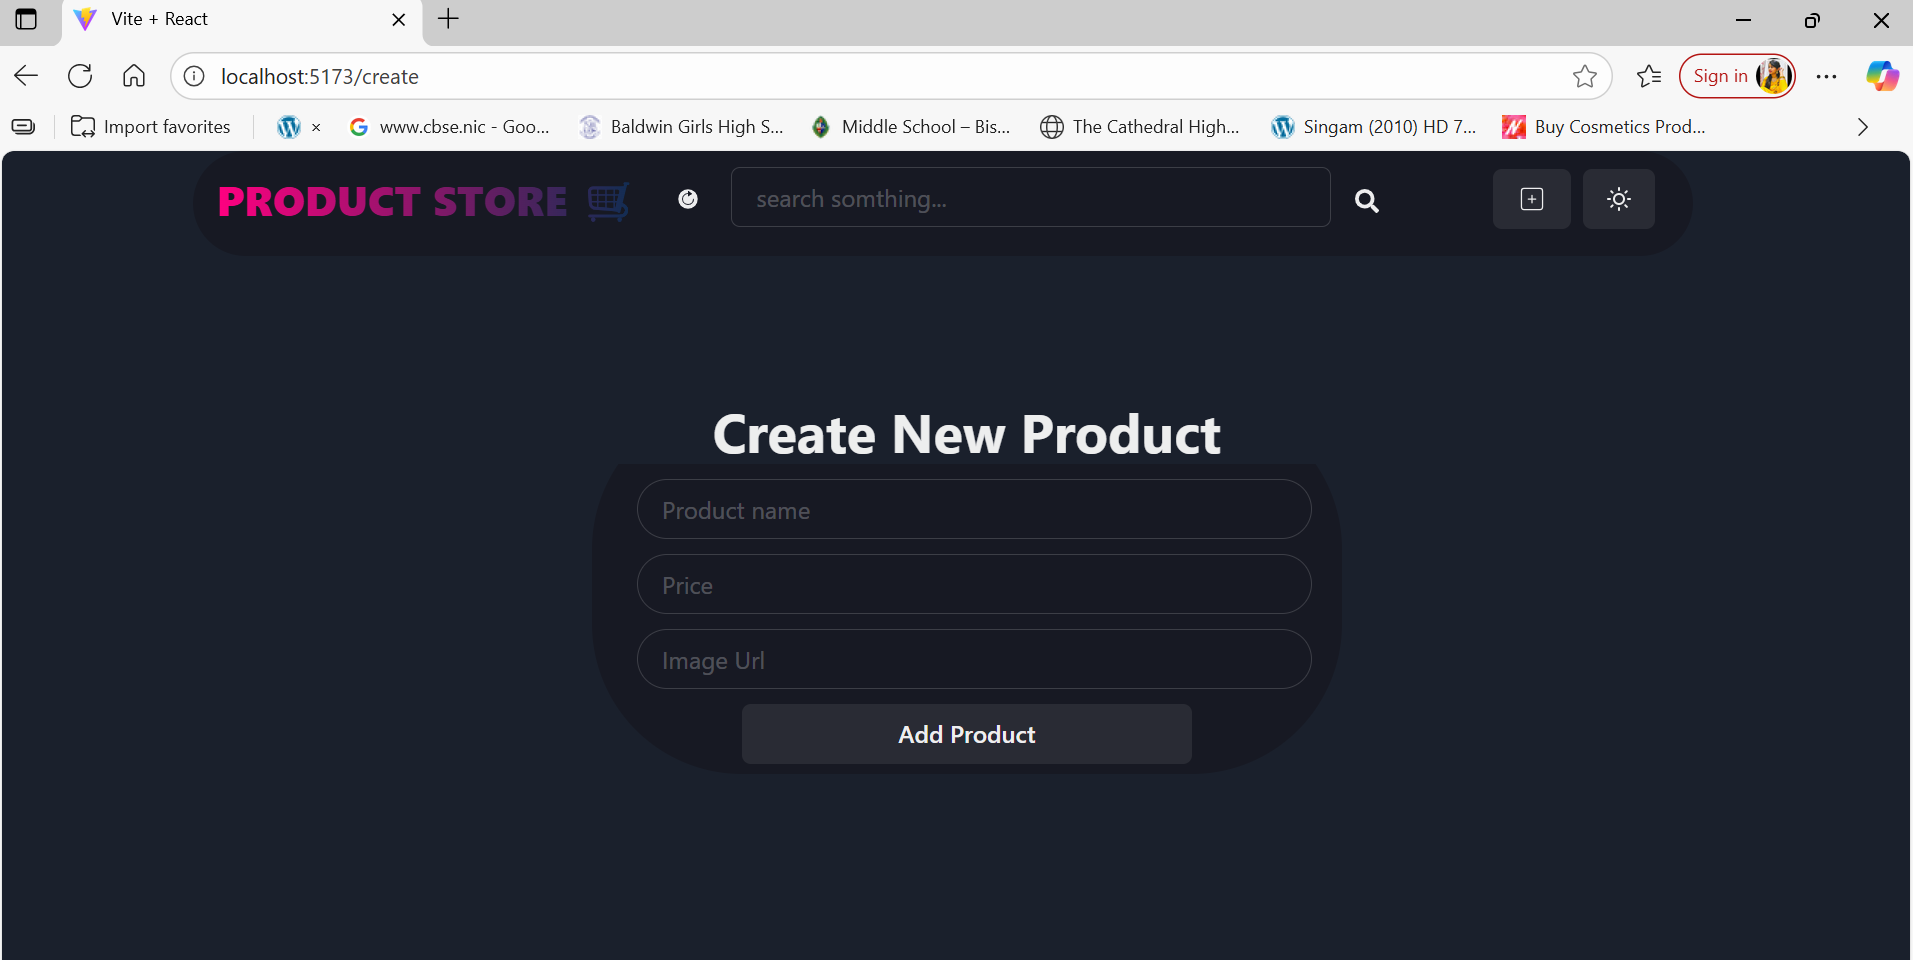 Vite + React
localhost:5173/create
Sign in
Import favorites
www.cbse.nic - Goo...
Baldwin Girls High S...
Middle School – Bis...
The Cathedral High...
Singam (2010) HD 7...
Buy Cosmetics Prod...
PRODUCT STORE
search somthing...
Create New Product
Product name
Price
Image Url
Add Product